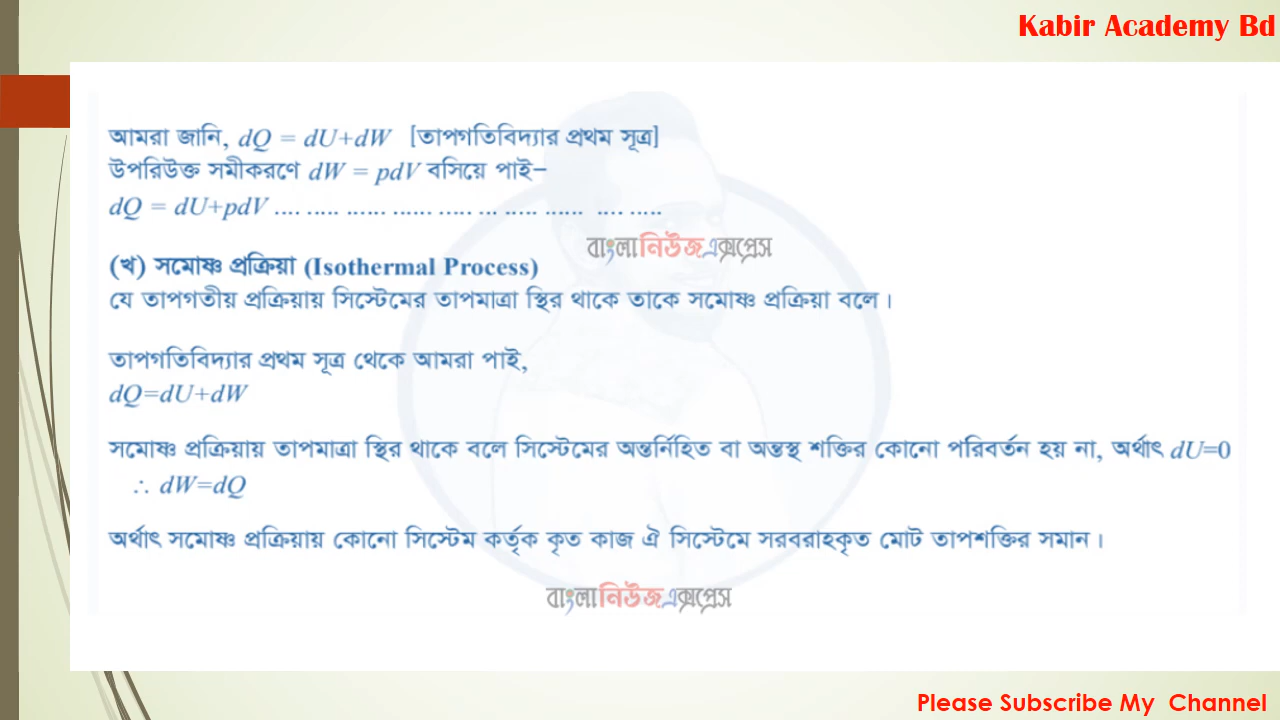 Kabir Academy Bd
আমরা জানি, dQ = dU+dW [তাপগতিবিদ্যার প্রথম সূত্র]
উপরিউক্ত সমীকরণে dW = pdV বসিয়ে পাই–
dQ = dU+pdV .... ..... ...... ...... ..... ... ..... ...... .... .....
বাংলানিউজএক্সপ্রেস
(খ) সমোষ্ণ প্রক্রিয়া (Isothermal Process)
যে তাপগতীয় প্রক্রিয়ায় সিস্টেমের তাপমাত্রা স্থির থাকে তাকে সমোষ্ণ প্রক্রিয়া বলে।
তাপগতিবিদ্যার প্রথম সূত্র থেকে আমরা পাই,
dQ=dU+dW
সমোষ্ণ প্রক্রিয়ায় তাপমাত্রা স্থির থাকে বলে সিস্টেমের অন্তর্নিহিত বা অন্তস্থ শক্তির কোনো পরিবর্তন হয় না, অর্থাৎ dU=0
∴ dW=dQ
অর্থাৎ সমোষ্ণ প্রক্রিয়ায় কোনো সিস্টেম কর্তৃক কৃত কাজ ঐ সিস্টেমে সরবরাহকৃত মোট তাপশক্তির সমান।
বাংলানিউজএক্সপ্রেস
Please Subscribe My Channel